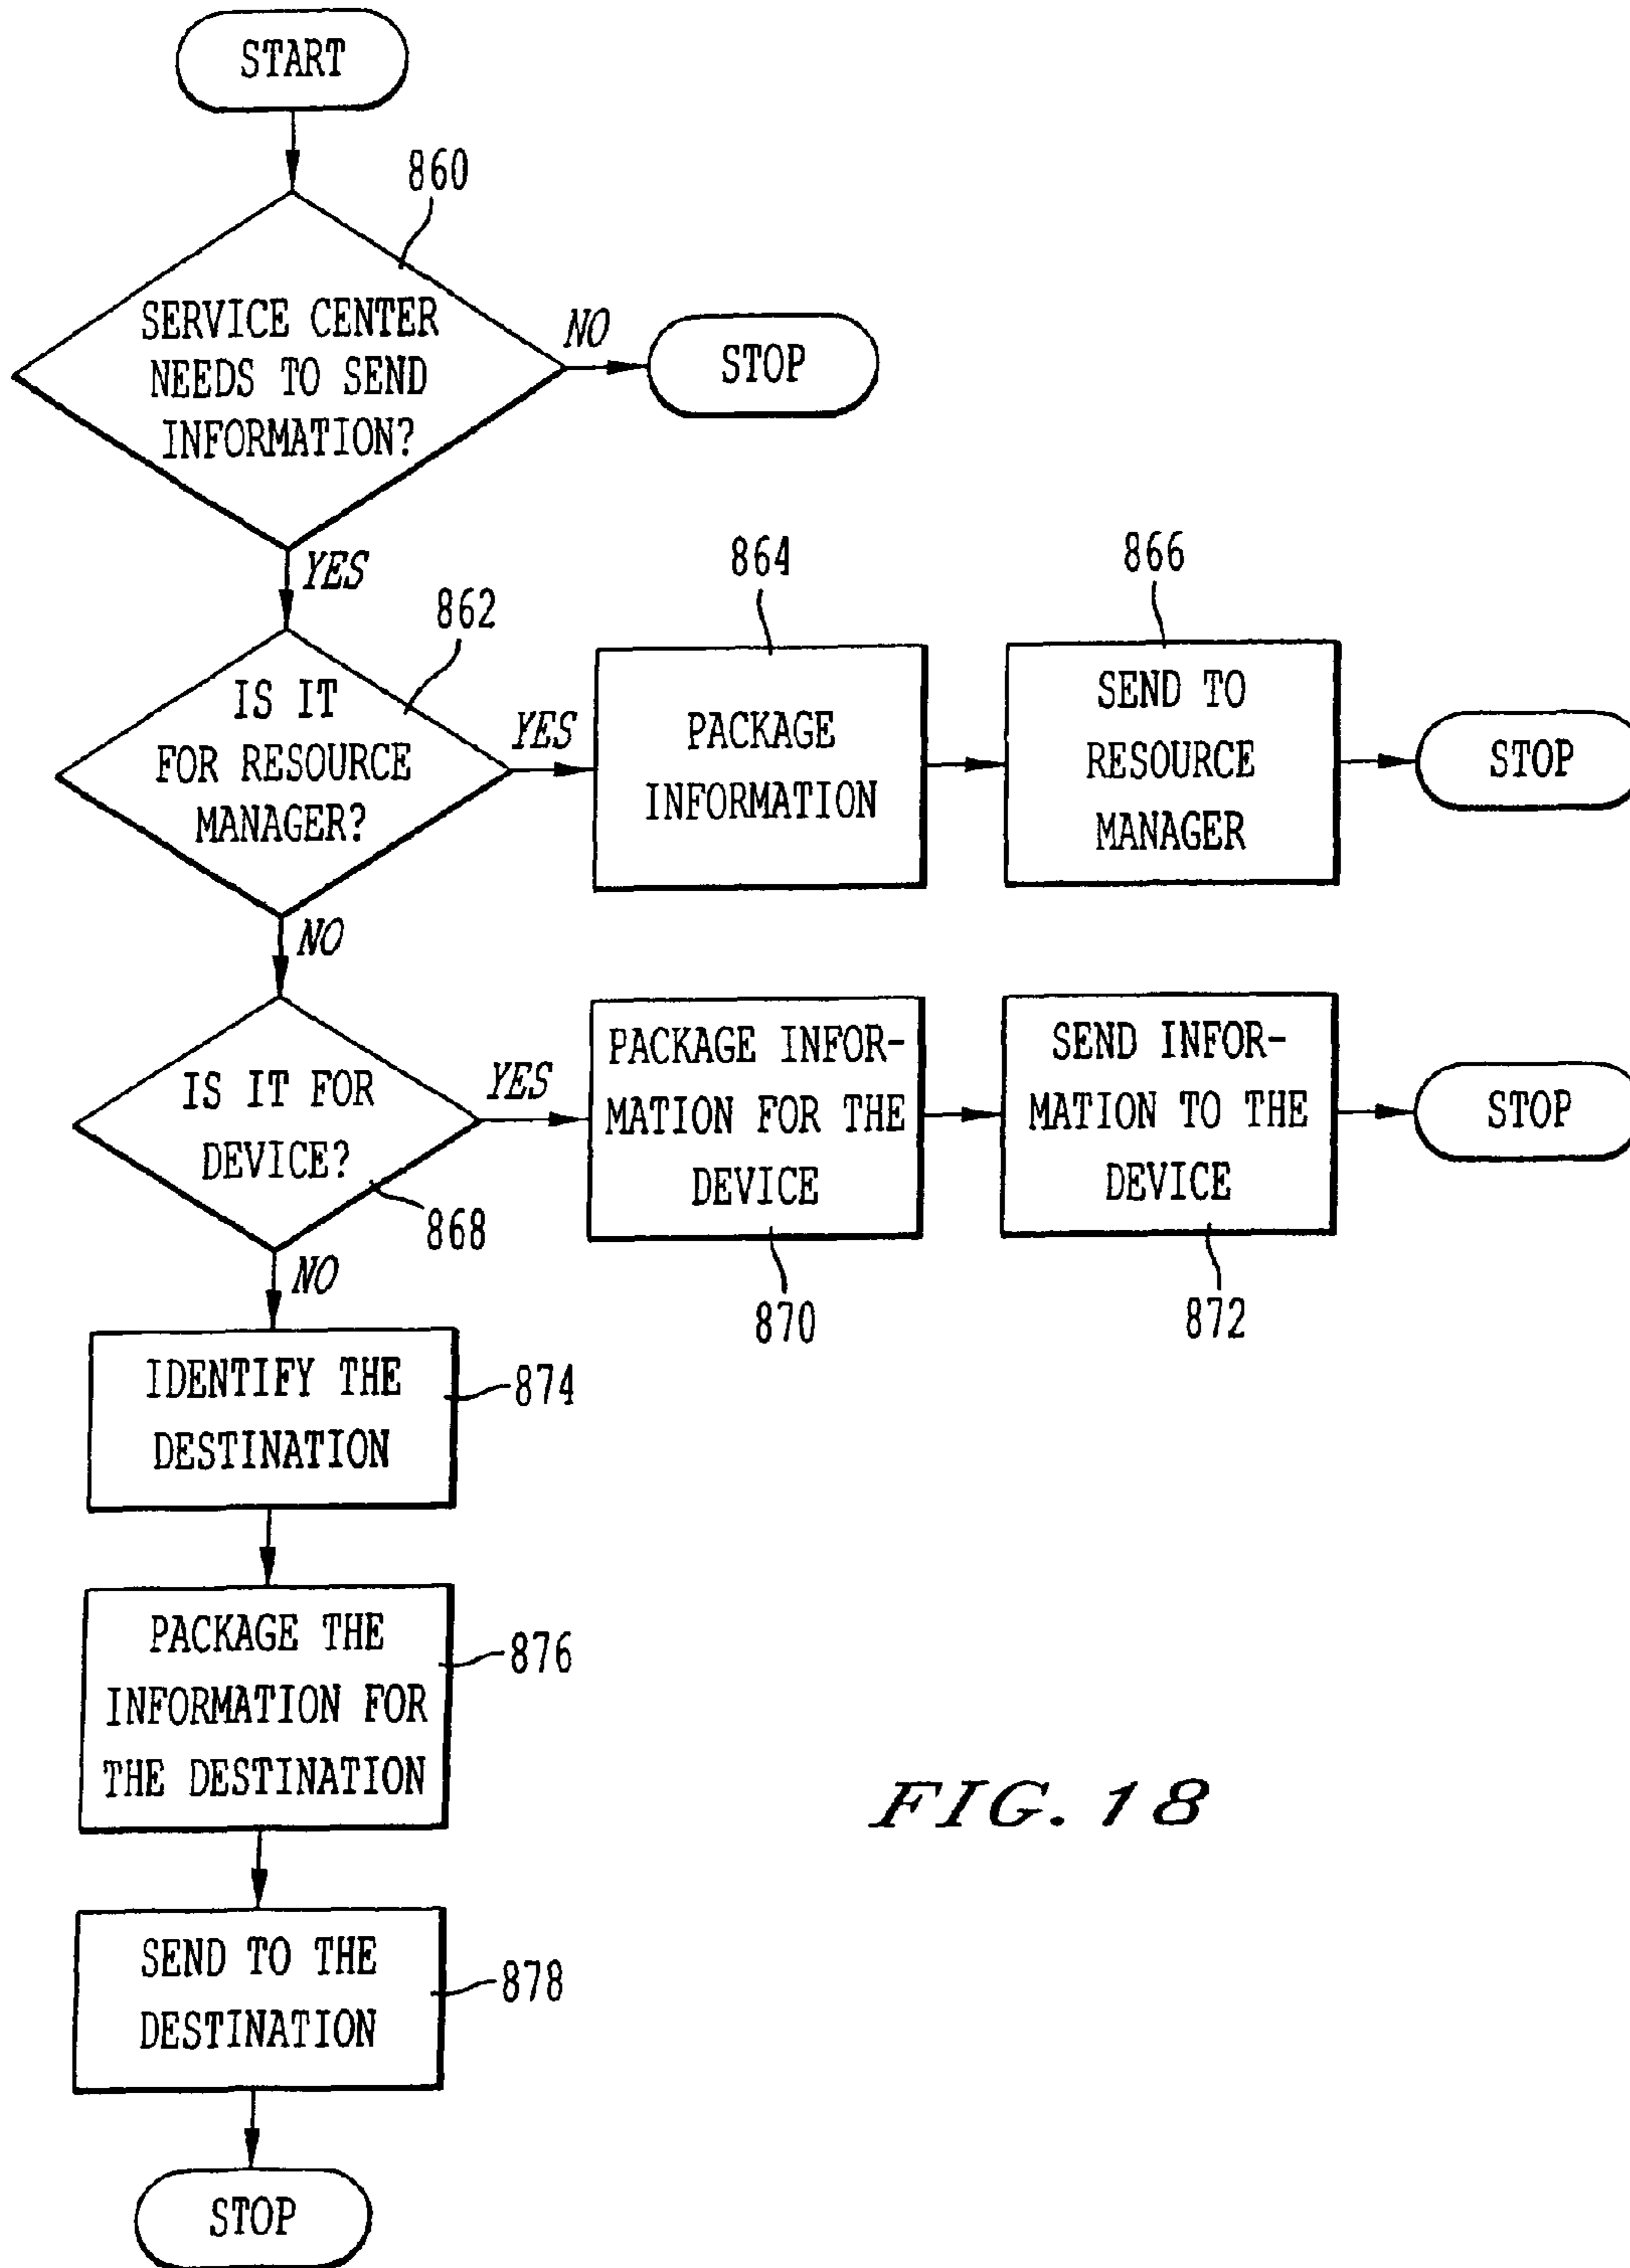 START
860
SERVICE CENTER
NEEDS TO SEND
INFORMATION?
NO
STOP
YES
862
IS IT
FOR RESOURCE
MANAGER?
YES
864
PACKAGE
INFORMATION
866
SEND TO
RESOURCE
MANAGER
STOP
NO
IS IT FOR
DEVICE?
868
YES
PACKAGE INFOR-
MATION FOR THE
DEVICE
870
SEND INFOR-
MATION TO THE
DEVICE
872
STOP
NO
IDENTIFY THE
DESTINATION
874
PACKAGE THE
INFORMATION FOR
THE DESTINATION
876
SEND TO THE
DESTINATION
878
STOP
FIG. 18